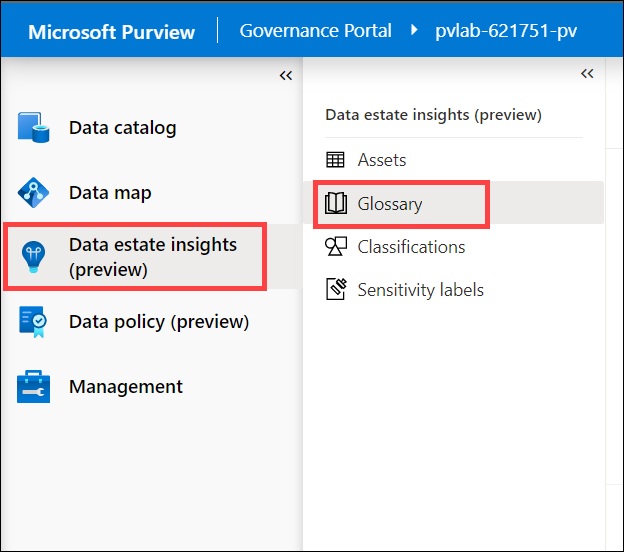 Microsoft Purview Governance Portal pvlab-621751-pv
Data catalog
Data map
Data estate insights
(preview)
Data policy (preview)
Management
Data estate insights (preview)
Assets
Glossary
Classifications
Sensitivity labels